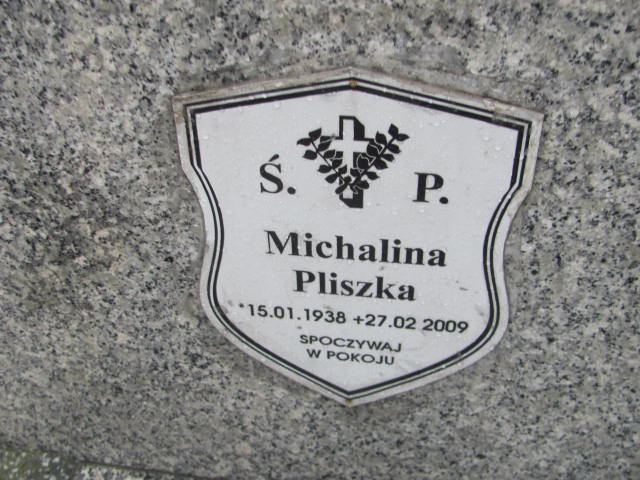 Ś. P.
Michalina
Pliszka
*15.01.1938 +27.02 2009
SPOCZYWAJ
W POKOJU